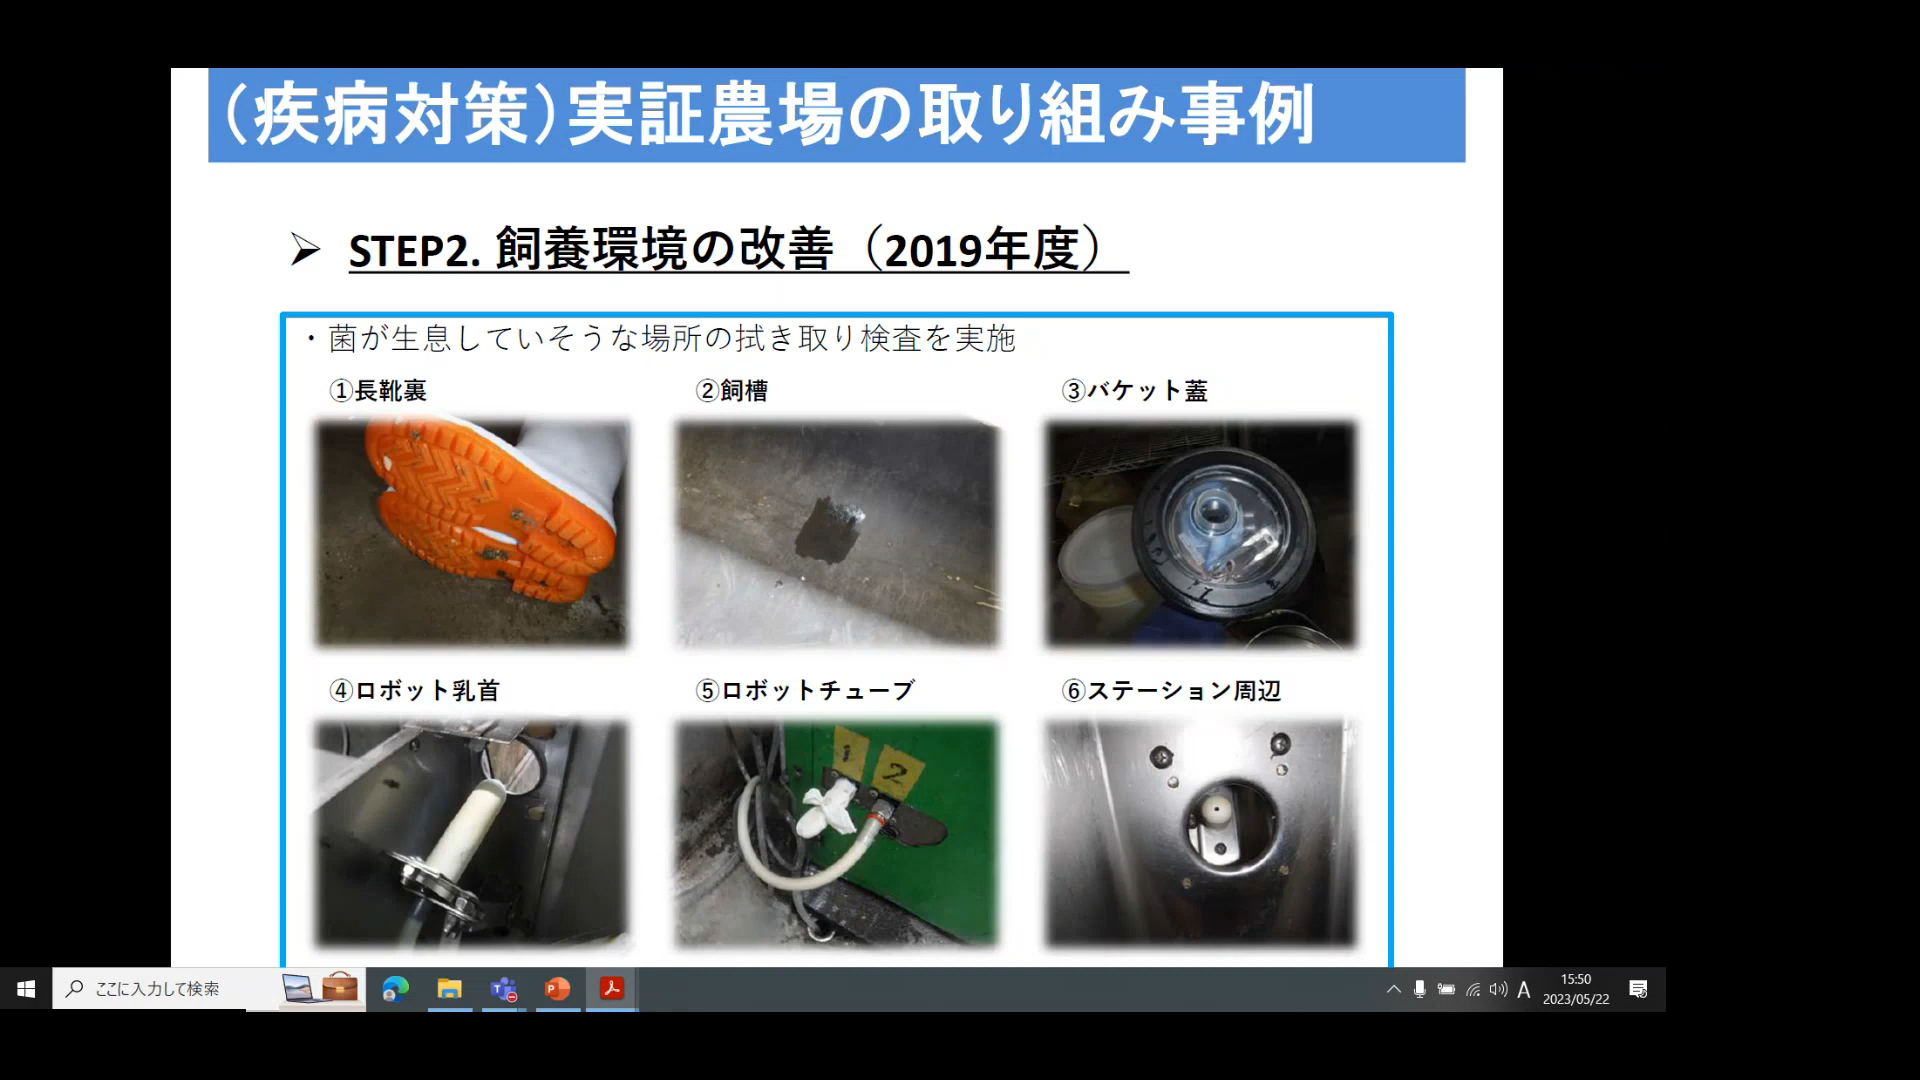 （疾病対策）実証農場の取り組み事例
➢ STEP2. 飼養環境の改善（2019年度）
・菌が生息していそうな場所の拭き取り検査を実施
①長靴裏 ②飼槽 ③バケット蓋
④ロボット乳首 ⑤ロボットチューブ ⑥ステーション周辺
1 2
ここに入力して検索
A
15:50
2023/05/22